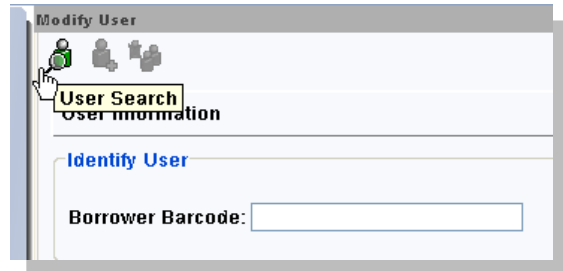 Modify User
User Search
User Information
Identify User
Borrower Barcode: